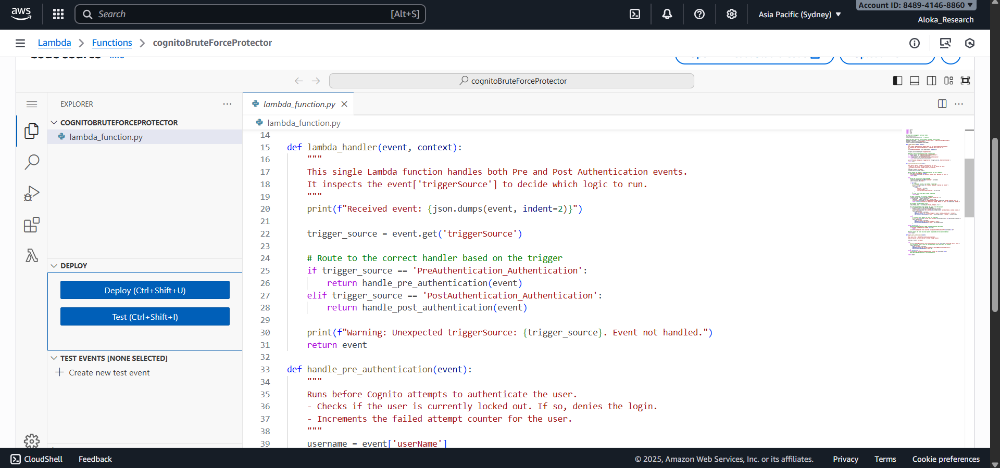 aws
Search
[Alt+S]
Asia Pacific (Sydney)
Account ID: 8489-4146-8860
Aloka_Research
Lambda
Functions
cognitoBruteForceProtector
cognitoBruteForceProtector
EXPLORER
COGNITOBRUTEFORCEPROTECTOR
lambda_function.py
DEPLOY
Deploy (Ctrl+Shift+U)
Test (Ctrl+Shift+I)
TEST EVENTS [NONE SELECTED]
Create new test event
lambda_function.py
lambda_function.py
14
15 def lambda_handler(event, context):
16 """
17 This single Lambda function handles both Pre and Post Authentication events.
18 It inspects the event['triggerSource'] to decide which logic to run.
19 """
20 print(f"Received event: {json.dumps(event, indent=2)}")
21
22 trigger_source = event.get('triggerSource')
23
24 # Route to the correct handler based on the trigger
25 if trigger_source == 'PreAuthentication_Authentication':
26 return handle_pre_authentication(event)
27 elif trigger_source == 'PostAuthentication_Authentication':
28 return handle_post_authentication(event)
29
30 print(f"Warning: Unexpected triggerSource: {trigger_source}. Event not handled.")
31 return event
32
33 def handle_pre_authentication(event):
34 """
35 Runs before Cognito attempts to authenticate the user.
36 - Checks if the user is currently locked out. If so, denies the login.
37 - Increments the failed attempt counter for the user.
38 """
39 username = event['userName']
CloudShell
Feedback
© 2025, Amazon Web Services, Inc. or its affiliates.
Privacy
Terms
Cookie preferences